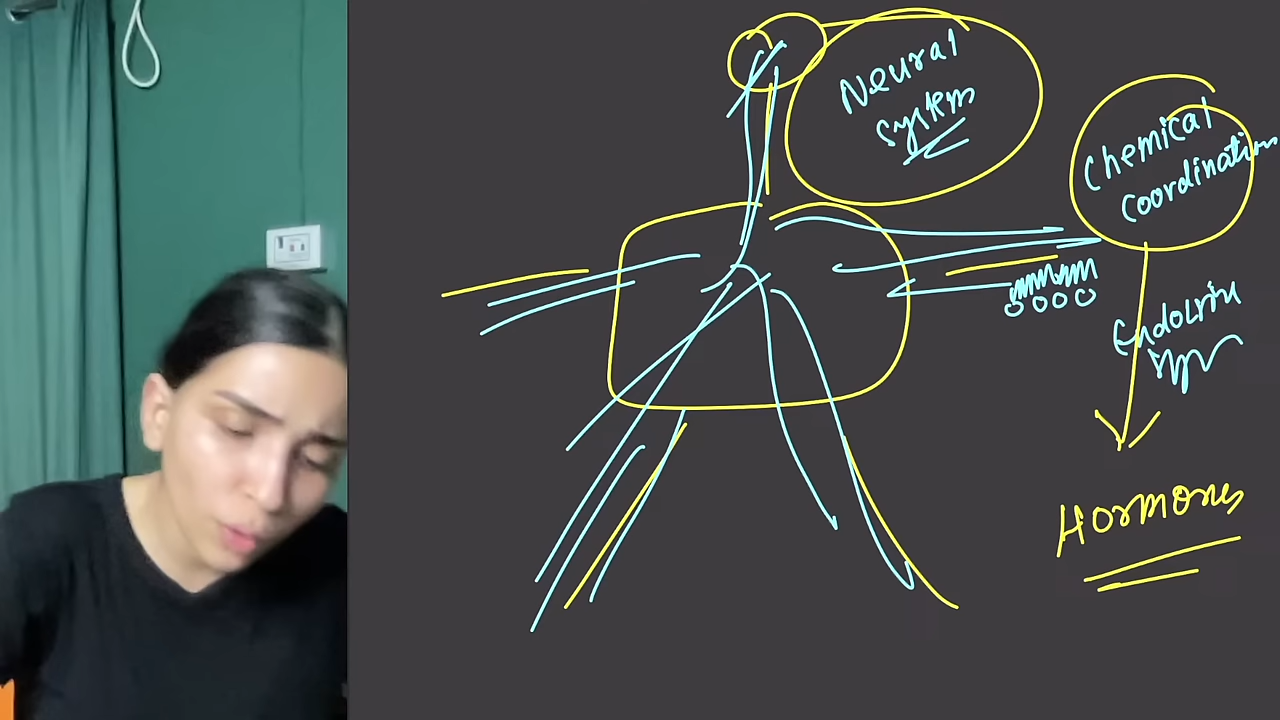 Neural
system
Chemical
Coordination
Endocrine
Hormones